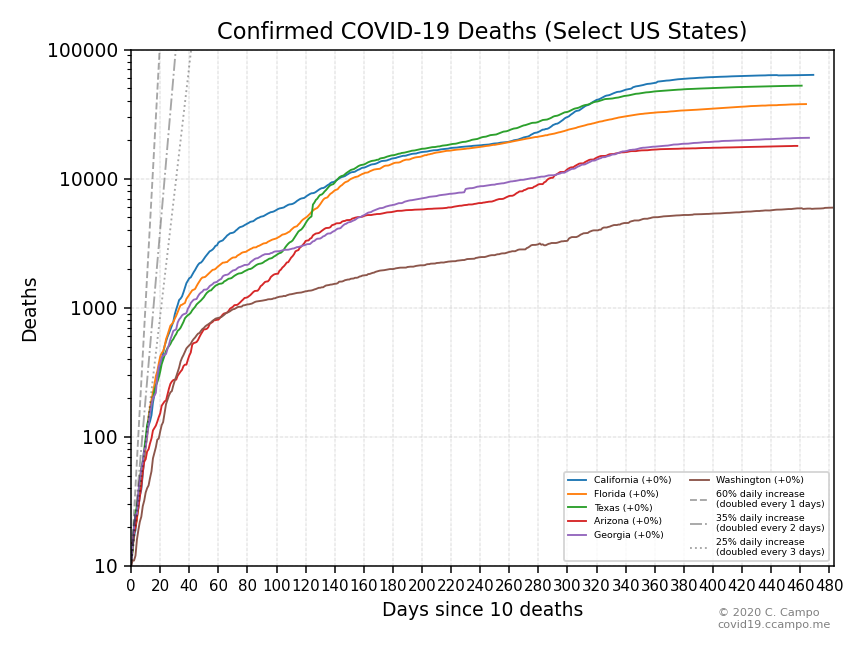 Confirmed COVID-19 Deaths (Select US States)
100000
10000
1000
100
10
Deaths
0 20 40 60 80 100 120 140 160 180 200 220 240 260 280 300 320 340 360 380 400 420 440 460 480
Days since 10 deaths
California (+0%)
Florida (+0%)
Texas (+0%)
Arizona (+0%)
Georgia (+0%)
Washington (+0%)
60% daily increase
(doubled every 1 days)
35% daily increase
(doubled every 2 days)
25% daily increase
(doubled every 3 days)
© 2020 C. Campo
covid19.ccampo.me